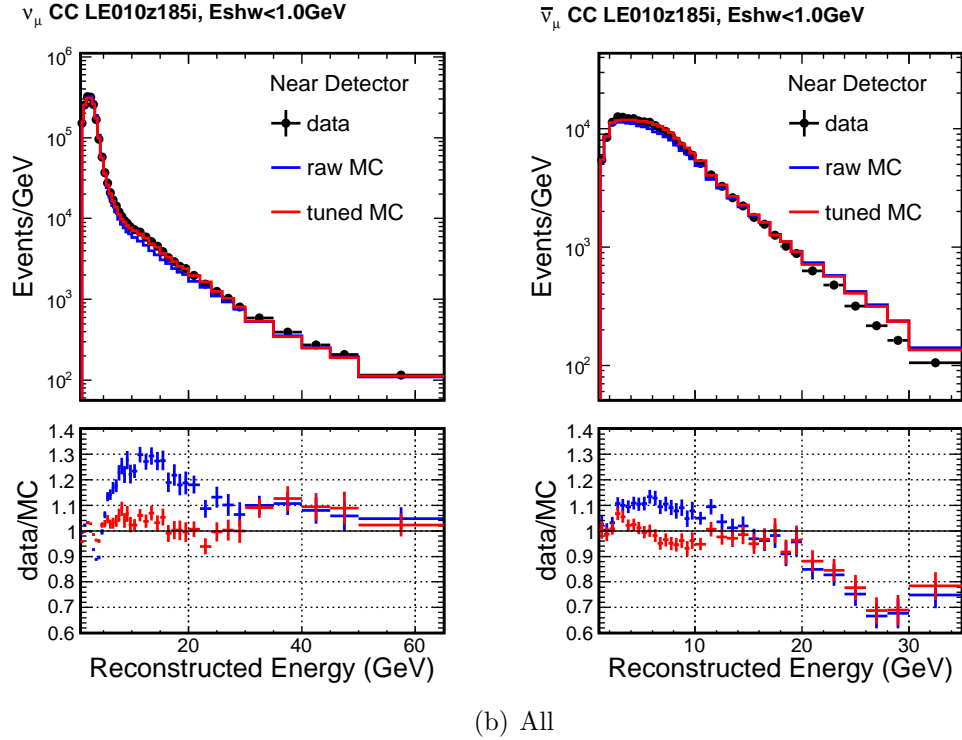 ν_μ CC LE010z185i, Eshw<1.0GeV
10^6
10^5
10^4
10^3
10^2
Events/GeV
Near Detector
data
raw MC
tuned MC
1.4
1.3
1.2
1.1
1
0.9
0.8
0.7
0.6
data/MC
20 40 60
Reconstructed Energy (GeV)
ν̅_μ CC LE010z185i, Eshw<1.0GeV
10^4
10^3
10^2
Events/GeV
Near Detector
data
raw MC
tuned MC
1.4
1.3
1.2
1.1
1
0.9
0.8
0.7
0.6
data/MC
10 20 30
Reconstructed Energy (GeV)
(b) All